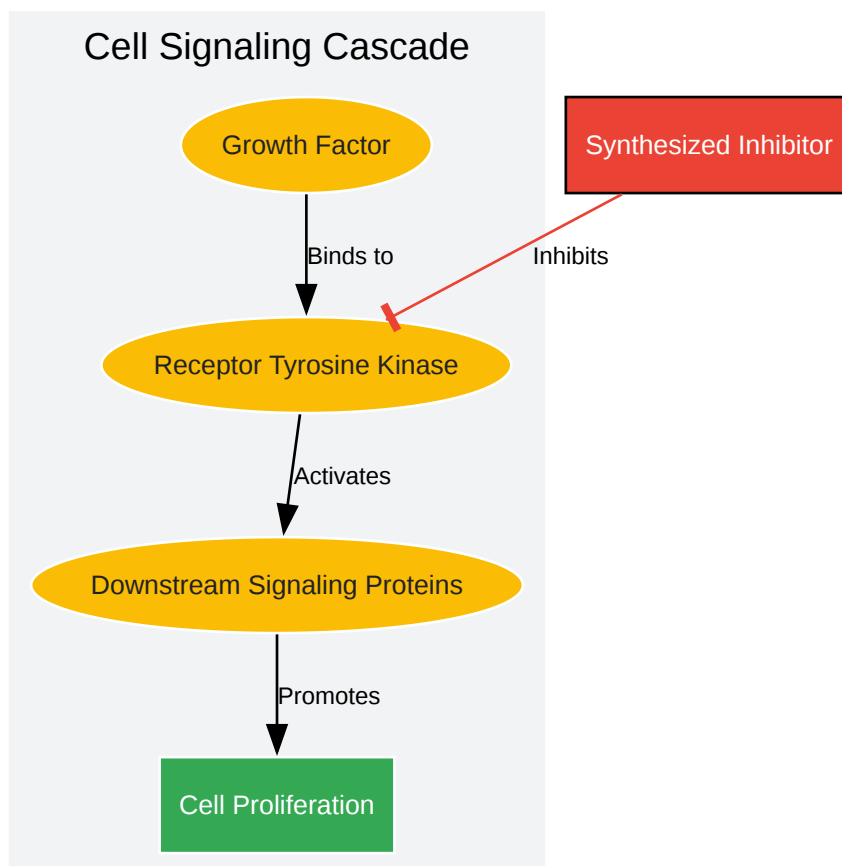 Cell Signaling Cascade
Growth Factor
Synthesized Inhibitor
Binds to
Inhibits
Receptor Tyrosine Kinase
Activates
Downstream Signaling Proteins
Promotes
Cell Proliferation